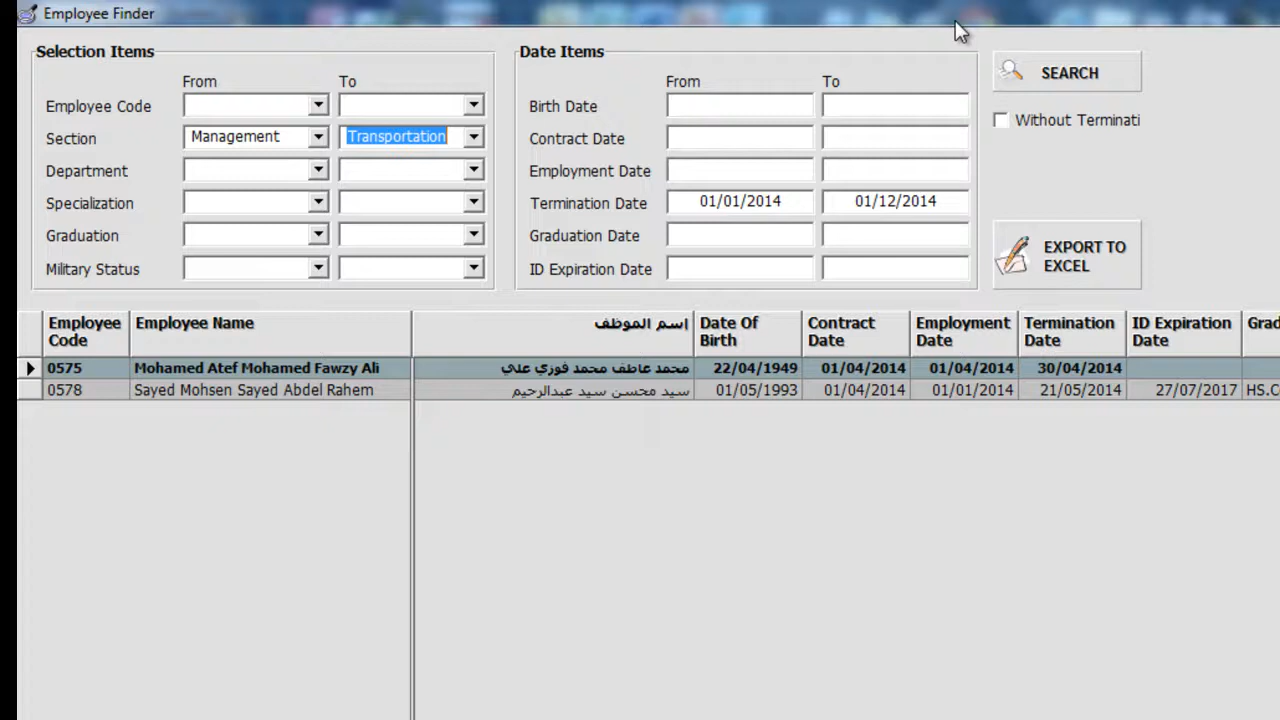 Employee Finder
Selection Items
From To
Employee Code
Section Management Transportation
Department
Specialization
Graduation
Military Status
Date Items
From To
Birth Date
Contract Date
Employment Date
Termination Date 01/01/2014 01/12/2014
Graduation Date
ID Expiration Date
SEARCH
Without Terminati
EXPORT TO
EXCEL
Employee Code Employee Name إسم الموظف Date Of Birth Contract Date Employment Date Termination Date ID Expiration Date Grad
0575 Mohamed Atef Mohamed Fawzy Ali محمد عاطف محمد فوزي علي 22/04/1949 01/04/2014 01/04/2014 30/04/2014
0578 Sayed Mohsen Sayed Abdel Rahem سيد محسن سيد عبدالرحيم 01/05/1993 01/04/2014 01/01/2014 21/05/2014 27/07/2017 HS.C